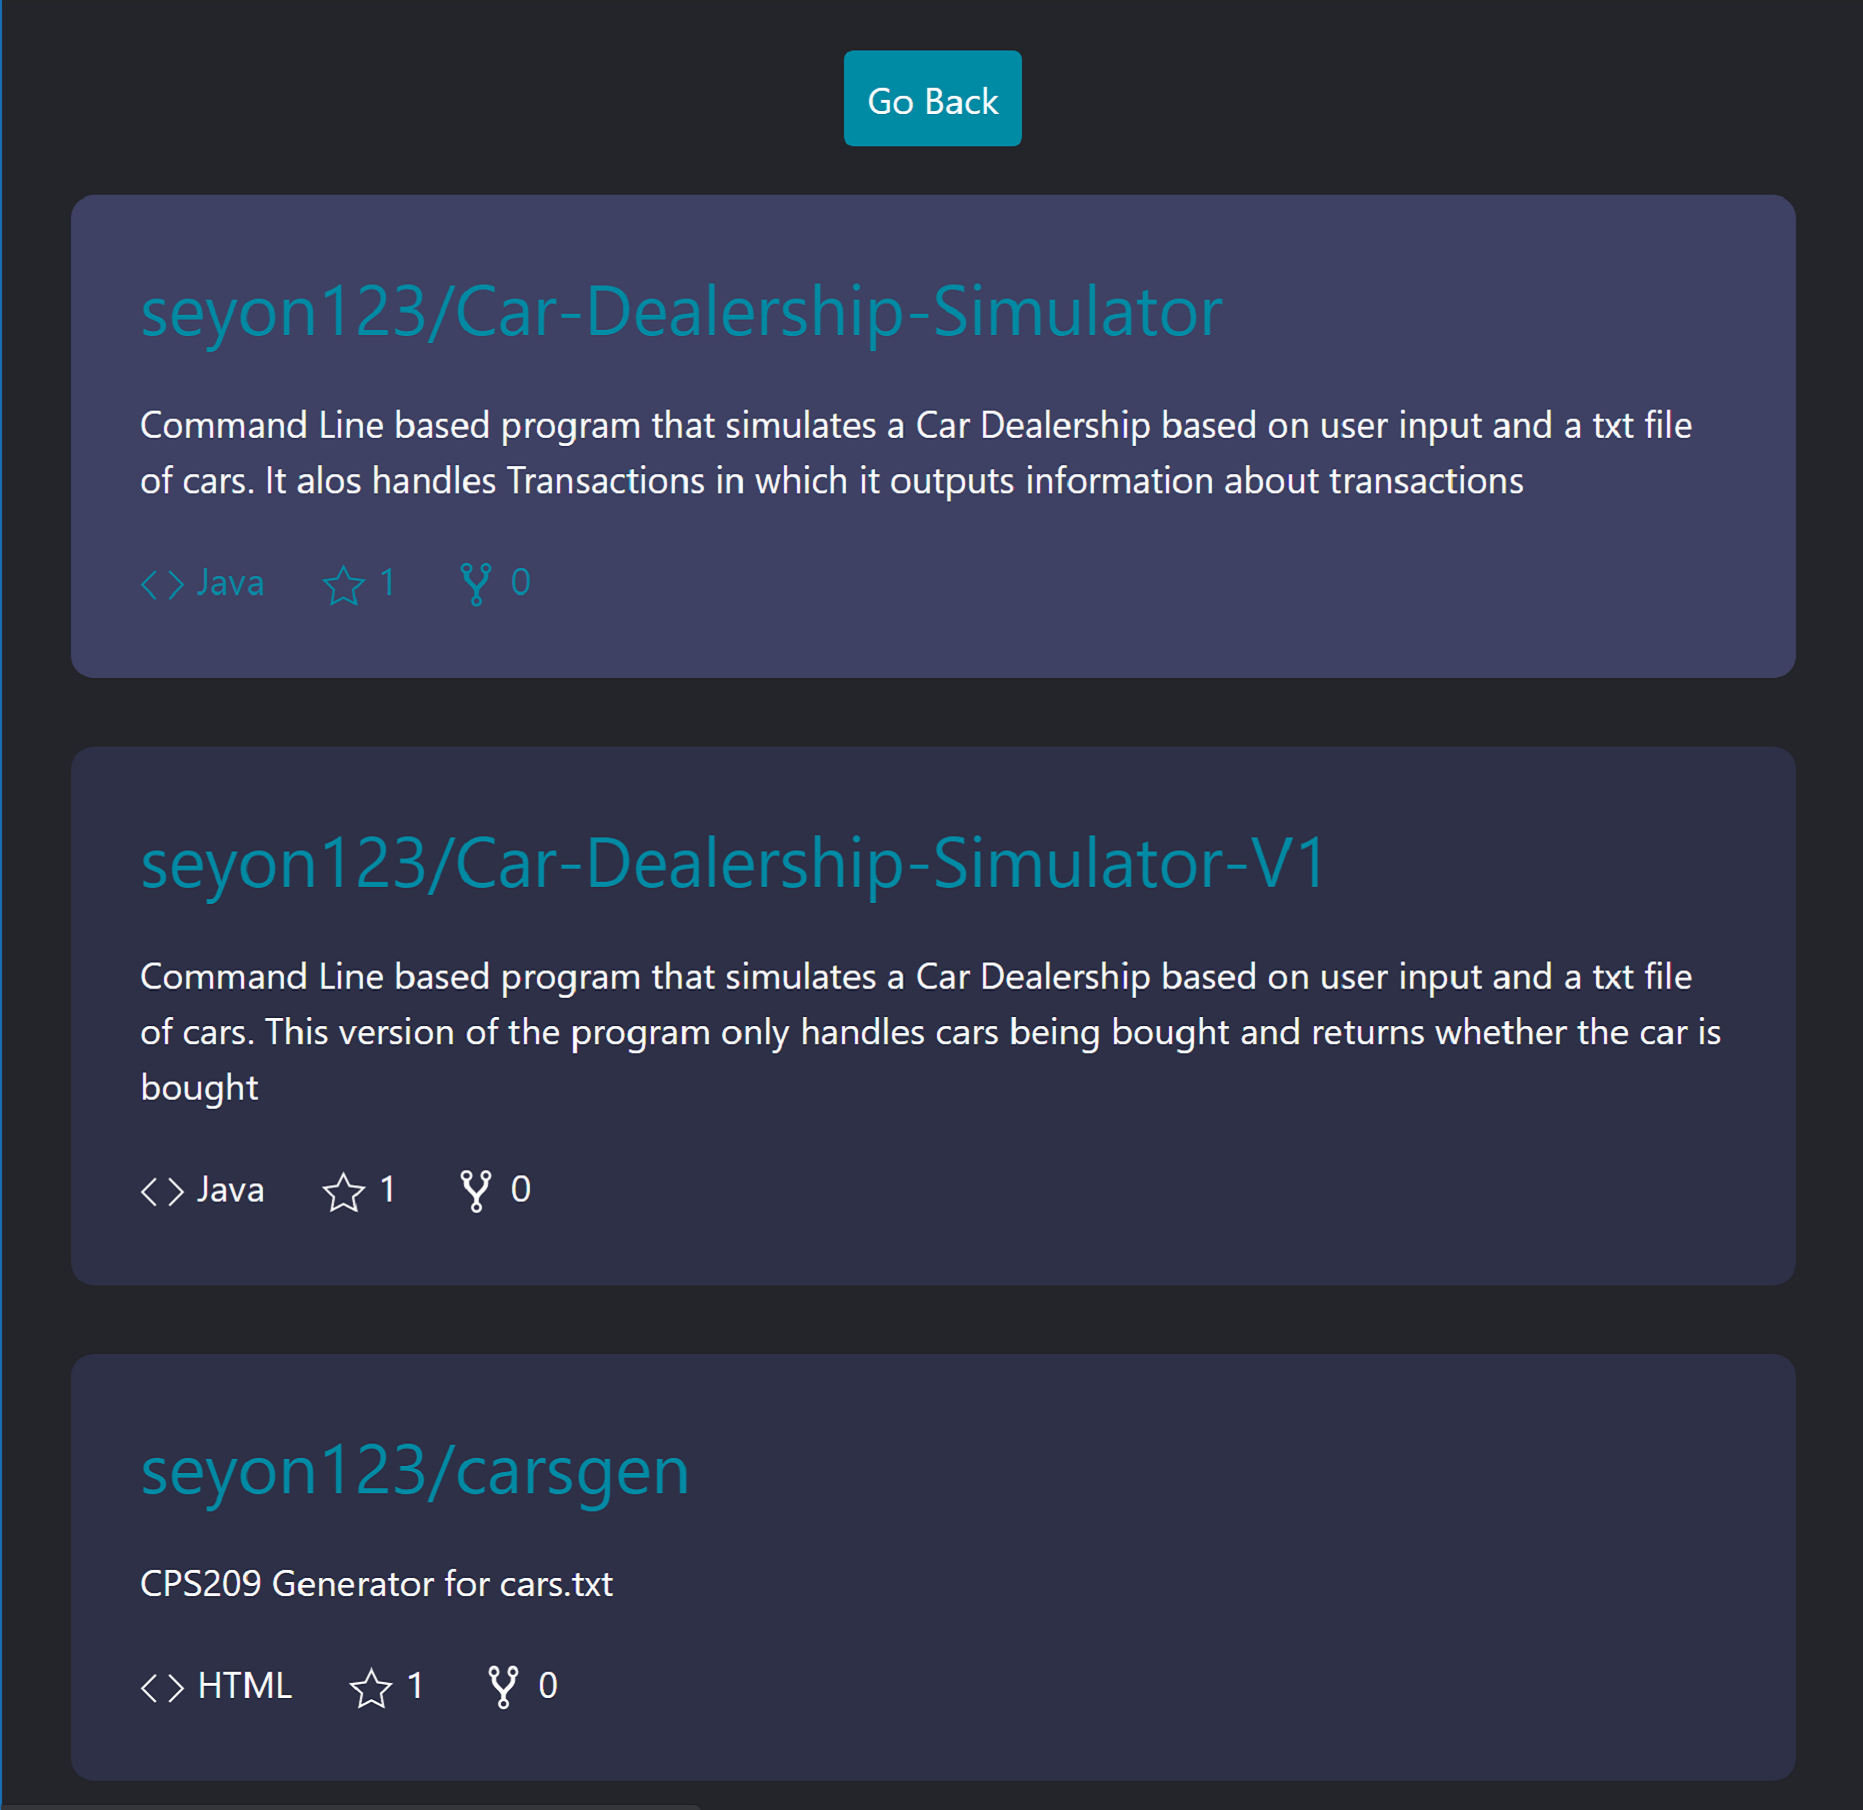 Go Back
seyon123/Car-Dealership-Simulator
Command Line based program that simulates a Car Dealership based on user input and a txt file
of cars. It alos handles Transactions in which it outputs information about transactions
Java 1 0
seyon123/Car-Dealership-Simulator-V1
Command Line based program that simulates a Car Dealership based on user input and a txt file
of cars. This version of the program only handles cars being bought and returns whether the car is
bought
Java 1 0
seyon123/carsgen
CPS209 Generator for cars.txt
HTML 1 0